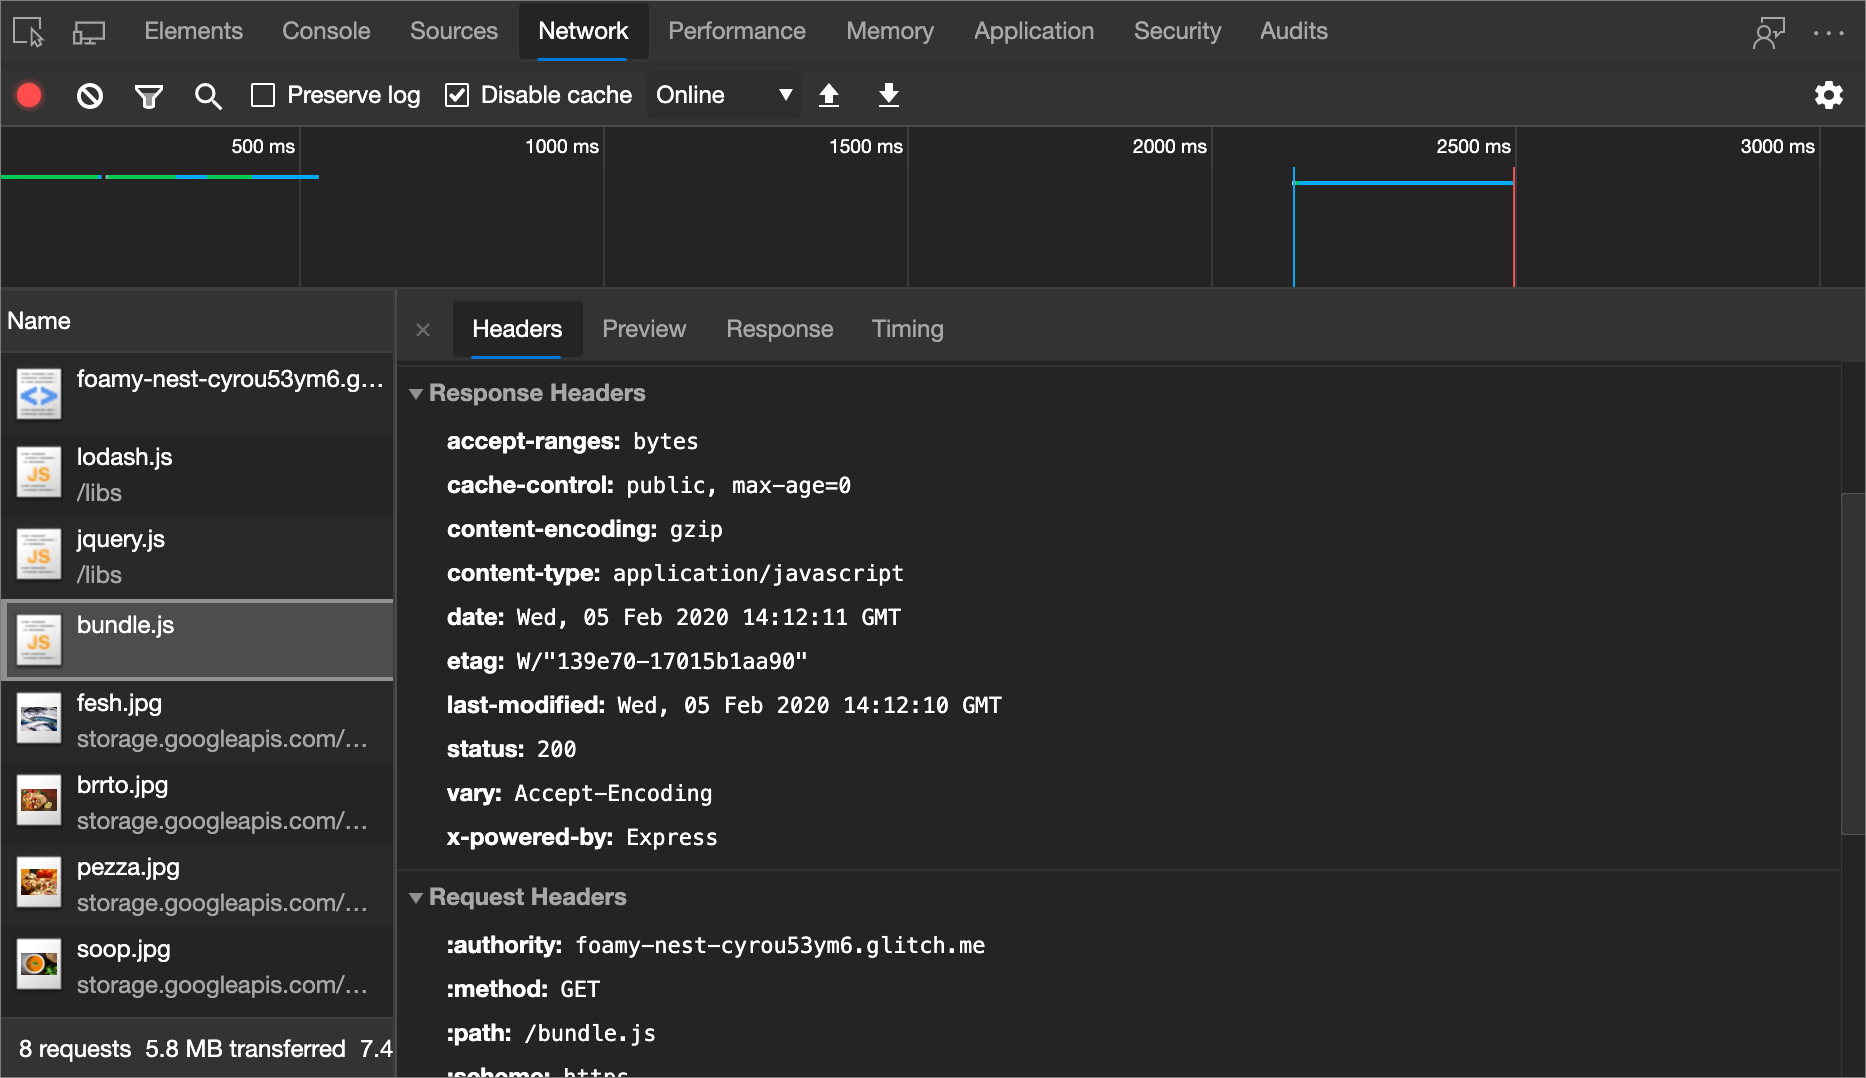 Elements Console Sources Network Performance Memory Application Security Audits
Preserve log Disable cache Online
500 ms 1000 ms 1500 ms 2000 ms 2500 ms 3000 ms
Name
foamy-nest-cyrou53ym6.g...
lodash.js
/libs
jquery.js
/libs
bundle.js
fesh.jpg
storage.googleapis.com/...
brrto.jpg
storage.googleapis.com/...
pezza.jpg
storage.googleapis.com/...
soop.jpg
storage.googleapis.com/...
8 requests 5.8 MB transferred 7.4
Headers Preview Response Timing
Response Headers
accept-ranges: bytes
cache-control: public, max-age=0
content-encoding: gzip
content-type: application/javascript
date: Wed, 05 Feb 2020 14:12:11 GMT
etag: W/"139e70-17015b1aa90"
last-modified: Wed, 05 Feb 2020 14:12:10 GMT
status: 200
vary: Accept-Encoding
x-powered-by: Express
Request Headers
:authority: foamy-nest-cyrou53ym6.glitch.me
:method: GET
:path: /bundle.js
:scheme: https